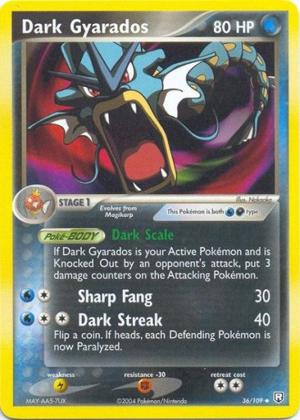 Dark Gyarados 80 HP
Illus. Nakaoka
STAGE 1
Evolves from
Magikarp
This Pokémon is both type
Poké-BODY Dark Scale
If Dark Gyarados is your Active Pokémon and is
Knocked Out by an opponent's attack, put 3
damage counters on the Attacking Pokémon.
Sharp Fang 30
Dark Streak 40
Flip a coin. If heads, each Defending Pokémon is
now Paralyzed.
weakness resistance -30 retreat cost
MAY-AA5-7UX ©2004 Pokémon/Nintendo 36/109
R